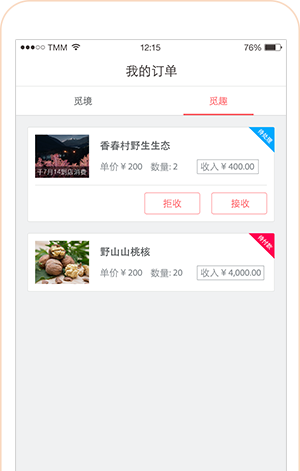 TMM 12:15 76%
我的订单
觅境 觅趣
待处理
香春村野生生态
单价￥200 数量: 2 收入￥400.00
于7月14到店消费
拒收 接收
待付款
野山山桃核
单价￥200 数量: 20 收入￥4,000.00